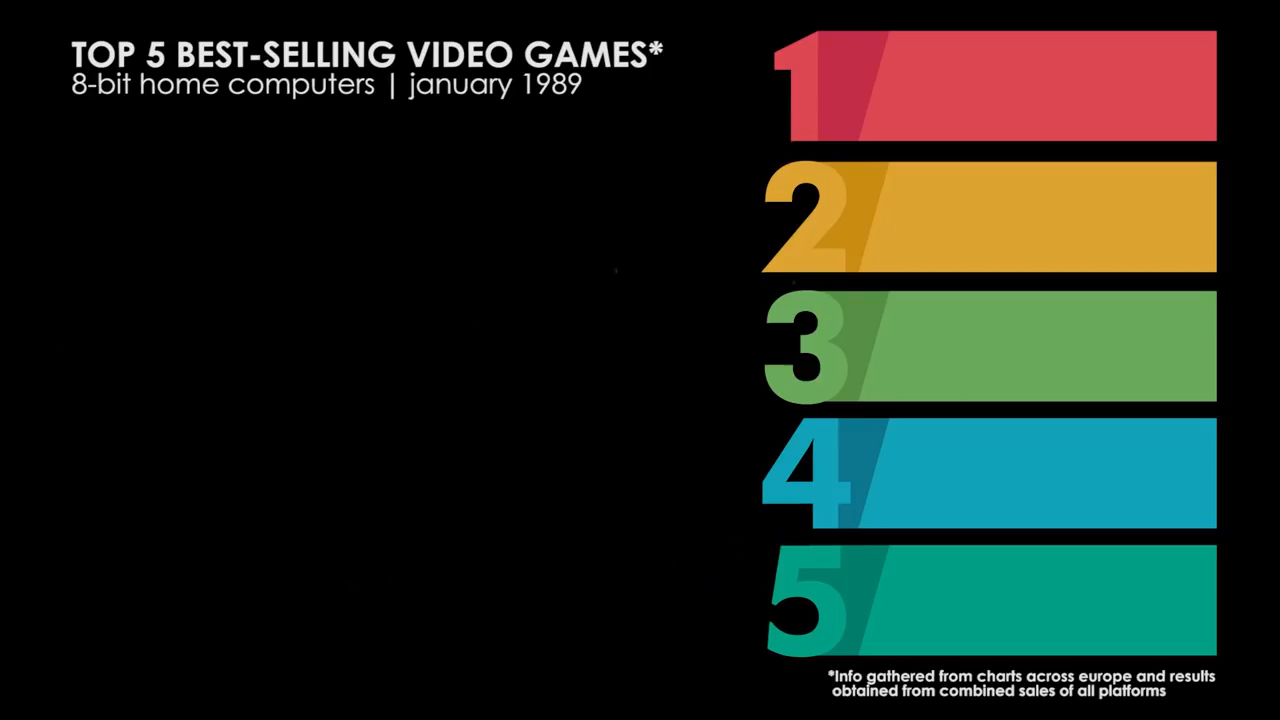 TOP 5 BEST-SELLING VIDEO GAMES*
8-bit home computers | january 1989
1
2
3
4
5
*Info gathered from charts across europe and results
obtained from combined sales of all platforms